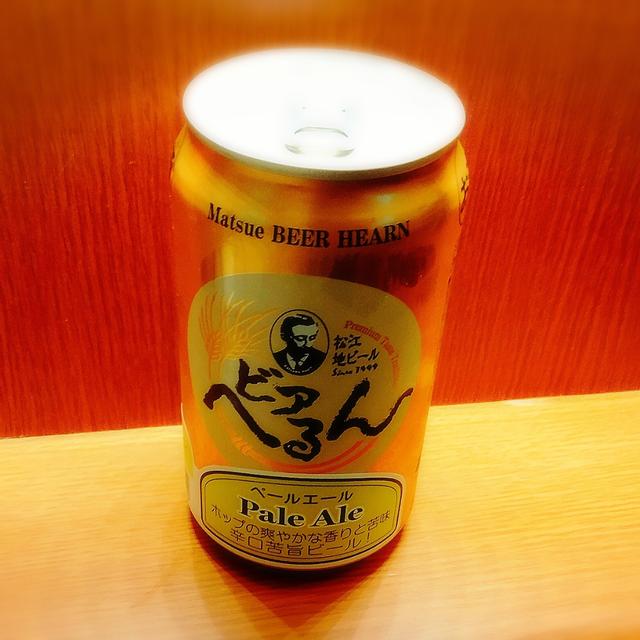 Matsue BEER HEARN
Premium Time
松江
地ビール
Since 1999
ビアへるん
ペールエール
Pale Ale
ホップの爽やかな香りと苦味
辛口苦旨ビール!